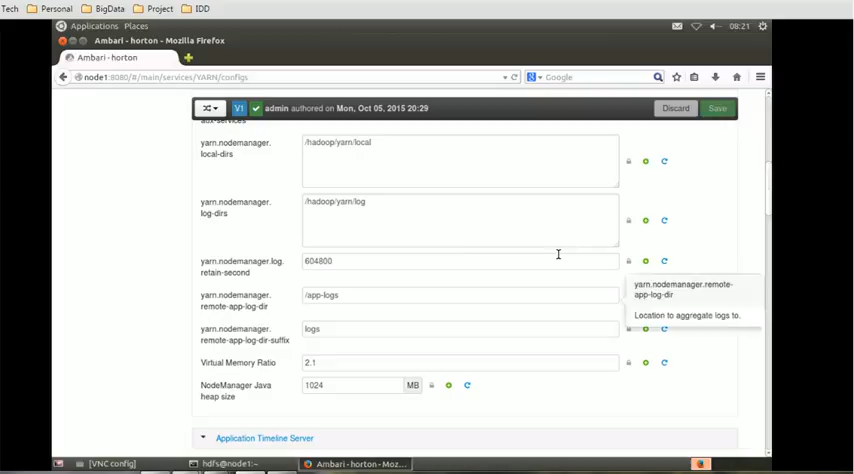 Tech Personal BigData Project IDD
Applications Places 08:21
Ambari - horton - Mozilla Firefox
Ambari - horton
node1:8080/#/main/services/YARN/configs Google
V1 admin authored on Mon, Oct 05, 2015 20:29 Discard Save
aux-services
yarn.nodemanager.
local-dirs
/hadoop/yarn/local
yarn.nodemanager.
log-dirs
/hadoop/yarn/log
yarn.nodemanager.log.
retain-second
604800
yarn.nodemanager.
remote-app-log-dir
/app-logs
yarn.nodemanager.remote-
app-log-dir
Location to aggregate logs to.
yarn.nodemanager.
remote-app-log-dir-suffix
logs
Virtual Memory Ratio 2.1
NodeManager Java
heap size
1024 MB
Application Timeline Server
[VNC config] hdfs@node1:~ Ambari - horton - Moz...